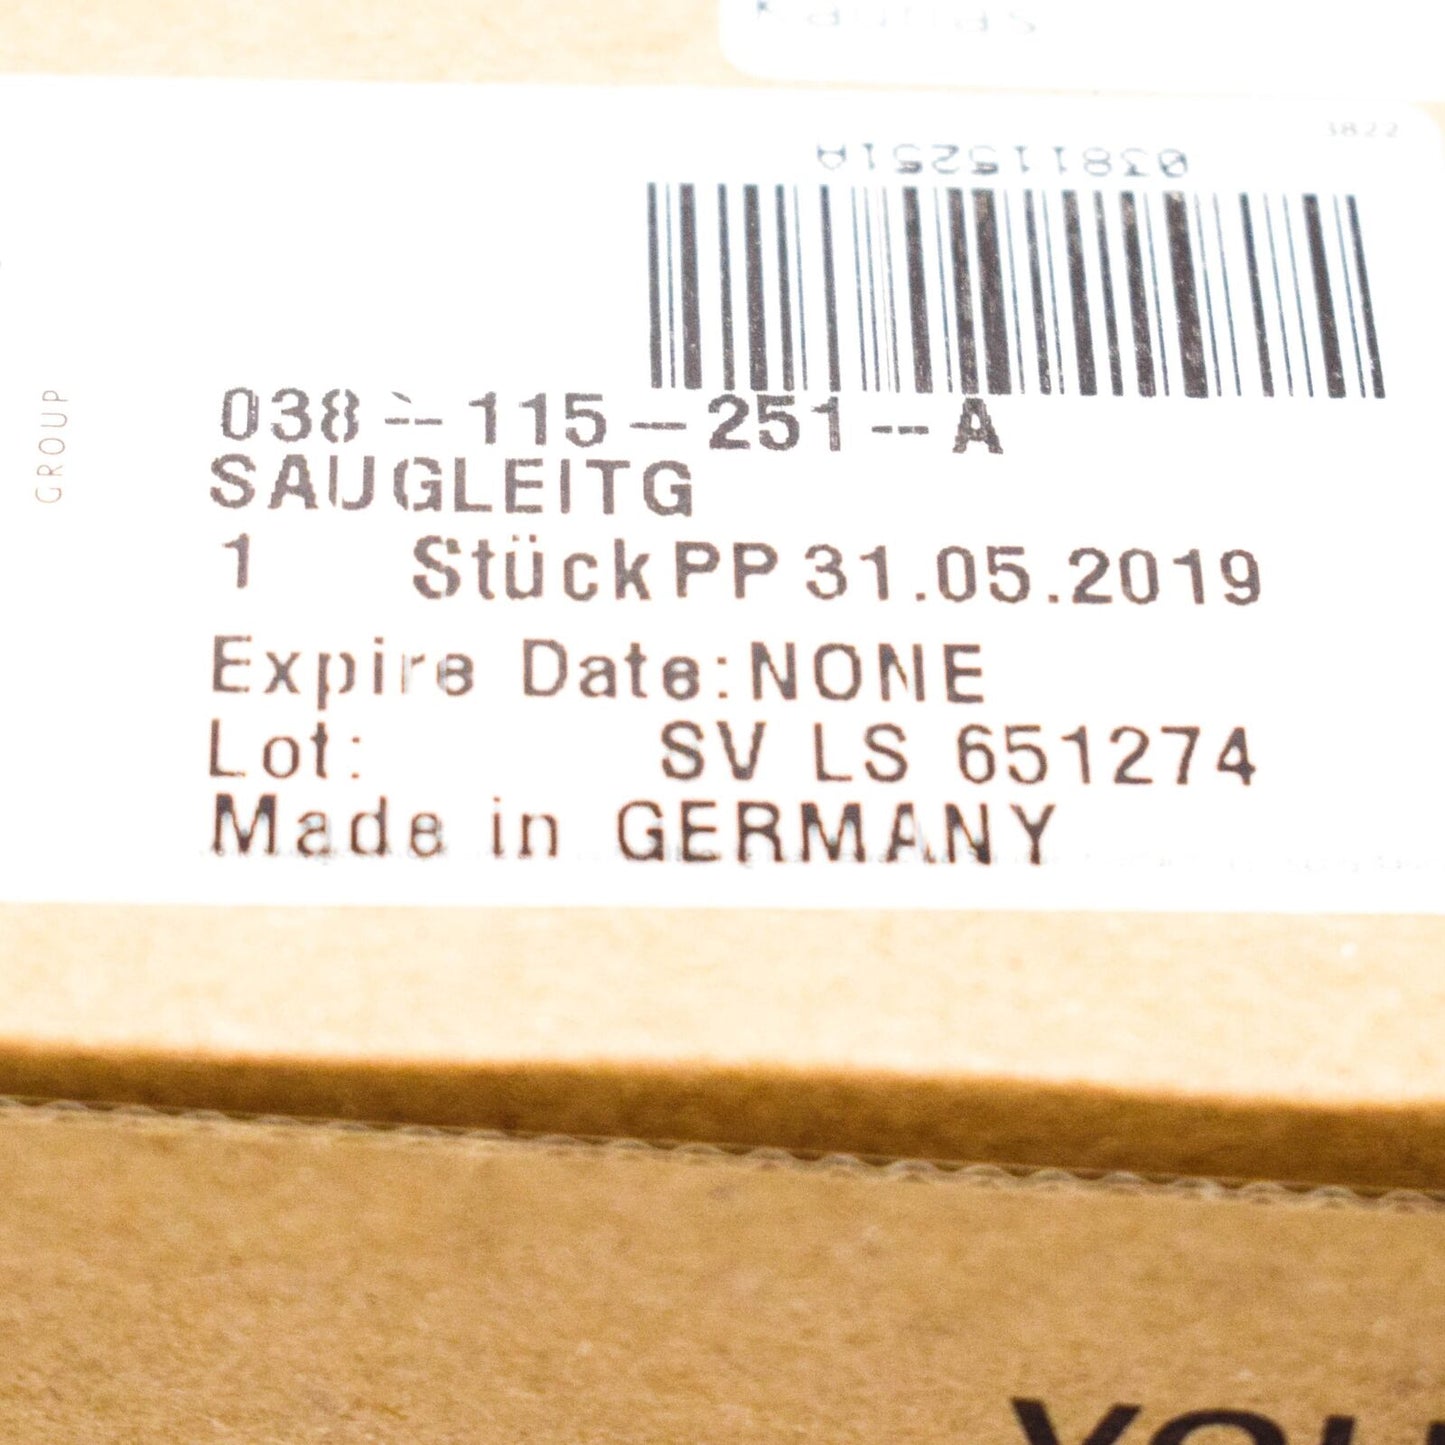 Kaunas
3822
038115251A
GROUP
038--115-251--A
SAUGLEITG
1 Stück PP 31.05.2019
Expire Date: NONE
Lot: SV LS 651274
Made in GERMANY